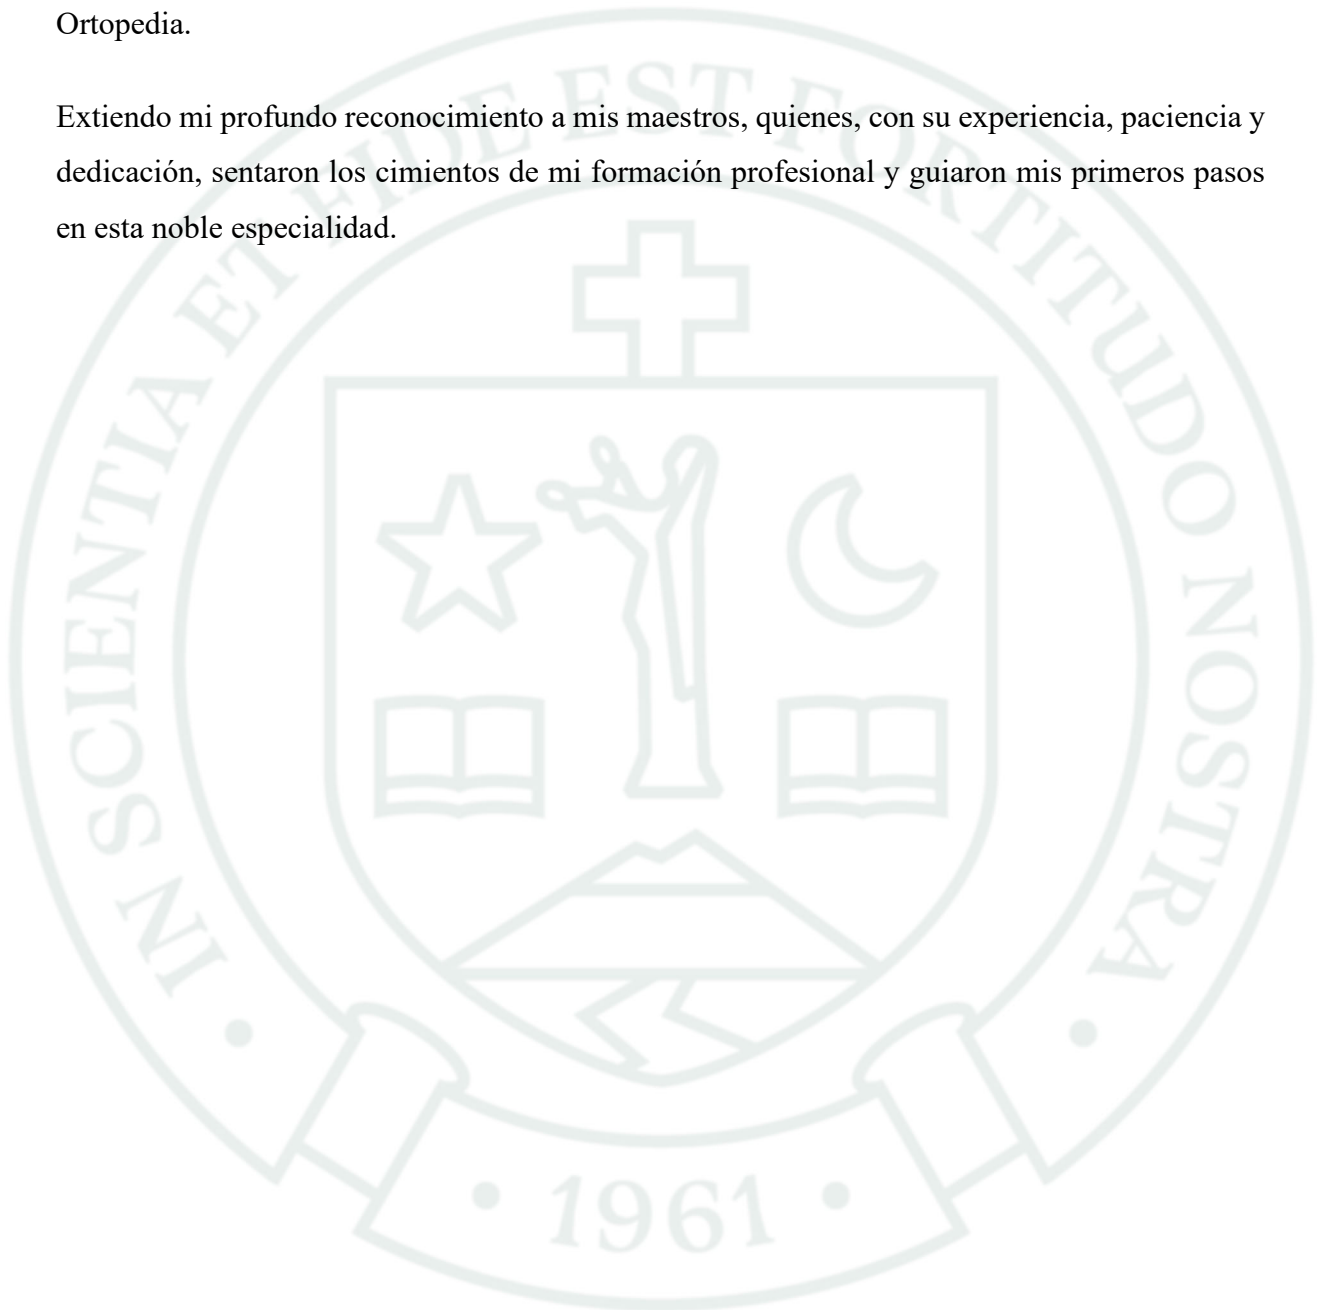 Ortopedia.
Extiendo mi profundo reconocimiento a mis maestros, quienes, con su experiencia, paciencia y
dedicación, sentaron los cimientos de mi formación profesional y guiaron mis primeros pasos
en esta noble especialidad.
IN SCIENTIA ET FIDE EST FORTITUDO NOSTRA
• 1961 •